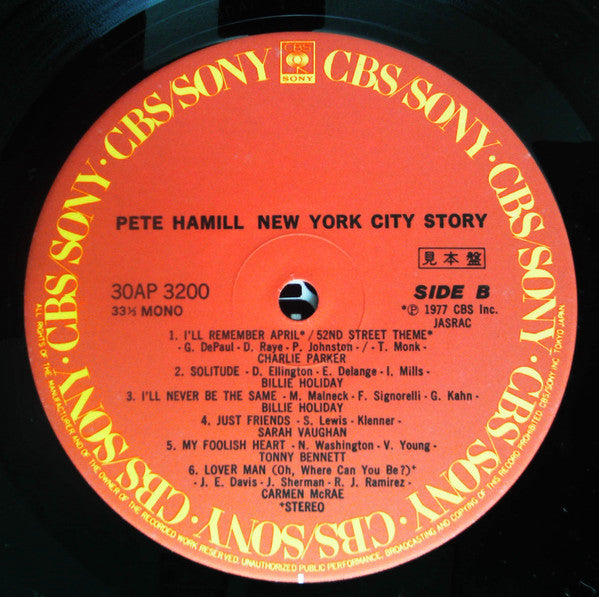 CBS
SONY
CBS/SONY · CBS/SONY · CBS/SONY · CBS/SONY · CBS/SONY · CBS/SONY · CBS/SONY · CBS/SONY
PETE HAMILL NEW YORK CITY STORY
見本盤
30AP 3200
SIDE B
33⅓ MONO
*Ⓟ 1977 CBS Inc.
JASRAC
1. I'LL REMEMBER APRIL*/52ND STREET THEME*
- G. DePaul - D. Raye - P. Johnston - / - T. Monk -
CHARLIE PARKER
2. SOLITUDE - D. Ellington - E. Delange - I. Mills -
BILLIE HOLIDAY
3. I'LL NEVER BE THE SAME - M. Malneck - F. Signorelli - G. Kahn -
BILLIE HOLIDAY
4. JUST FRIENDS - S. Lewis - Klenner -
SARAH VAUGHAN
5. MY FOOLISH HEART - N. Washington - V. Young -
TONNY BENNETT
6. LOVER MAN (Oh, Where Can You Be?)+
- J. E. Davis - J. Sherman - R. J. Ramirez -
CARMEN McRAE
+STEREO
ALL RIGHTS OF THE MANUFACTURER AND OF THE OWNER OF THE RECORDED WORK RESERVED. UNAUTHORIZED PUBLIC PERFORMANCE, BROADCASTING AND COPYING OF THIS RECORD PROHIBITED. CBS/SONY INC. TOKYO JAPAN